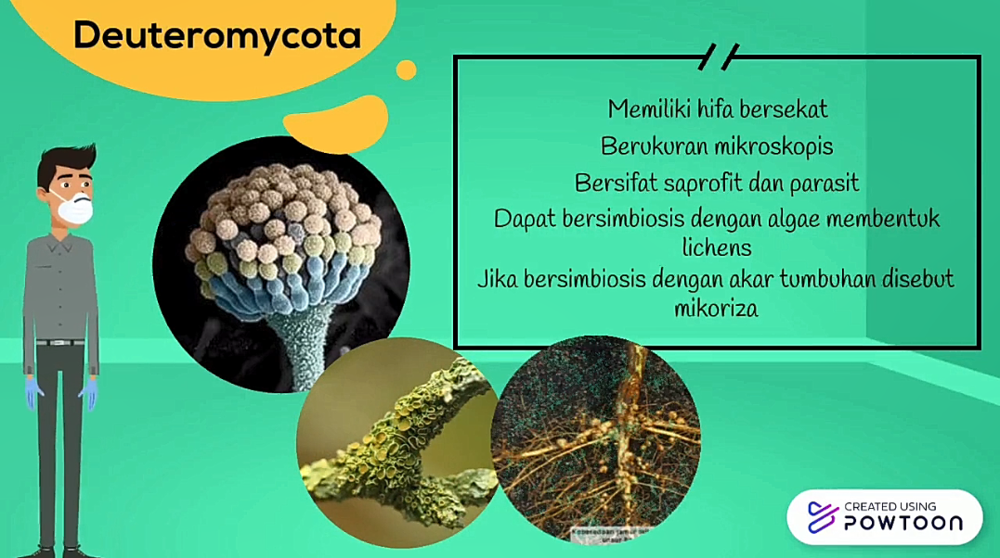 Deuteromycota
Memiliki hifa bersekat
Berukuran mikroskopis
Bersifat saprofit dan parasit
Dapat bersimbiosis dengan algae membentuk
lichens
Jika bersimbiosis dengan akar tumbuhan disebut
mikoriza
CREATED USING
POWTOON